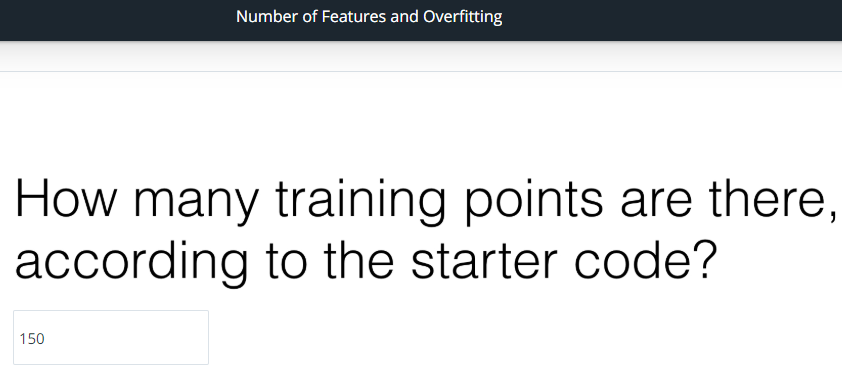 Number of Features and Overfitting
How many training points are there,
according to the starter code?
150